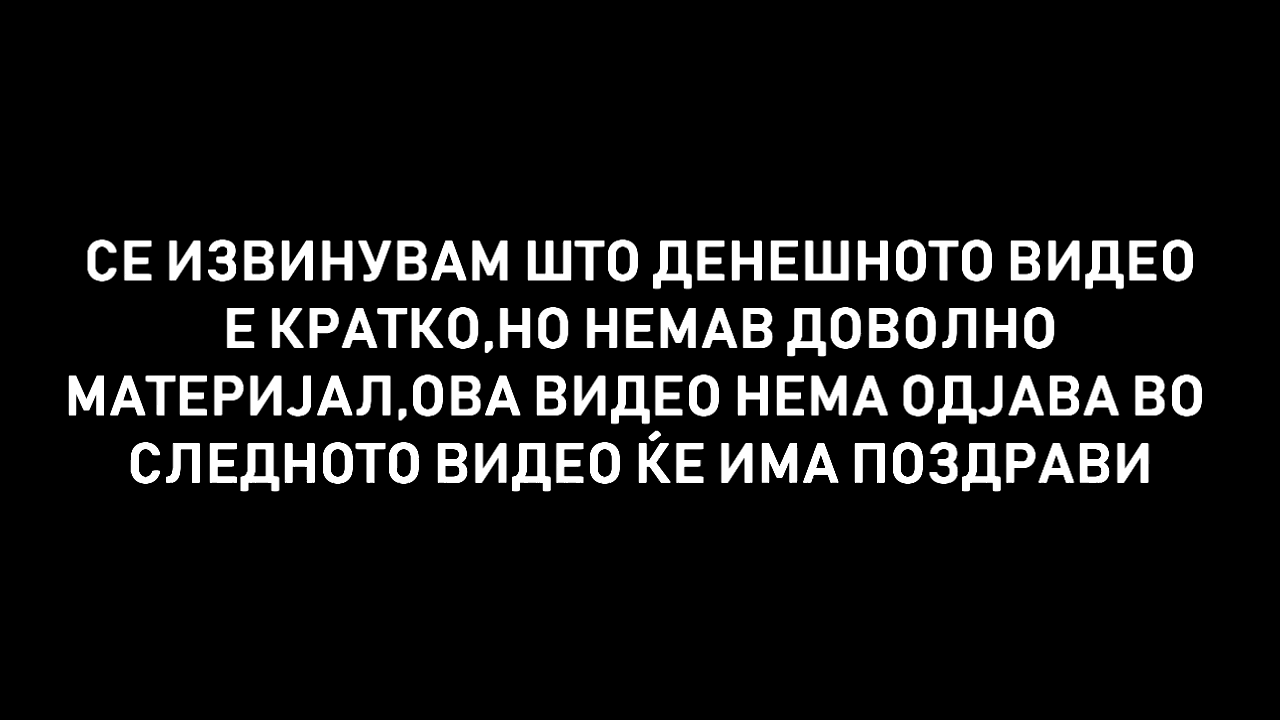 СЕ ИЗВИНУВАМ ШТО ДЕНЕШНОТО ВИДЕО
Е КРАТКО,НО НЕМАВ ДОВОЛНО
МАТЕРИЈАЛ,ОВА ВИДЕО НЕМА ОДЈАВА ВО
СЛЕДНОТО ВИДЕО ЌЕ ИМА ПОЗДРАВИ